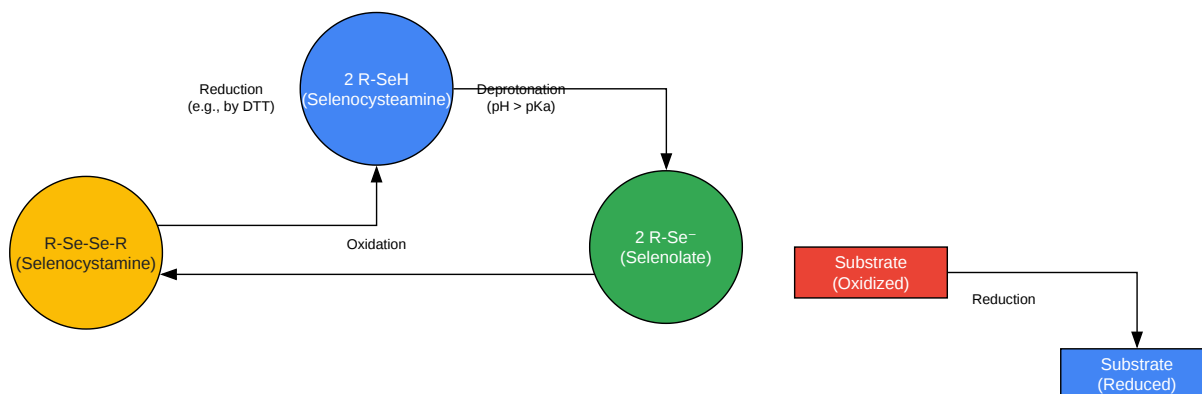 2 R-SeH
(Selenocysteamine)
Reduction
(e.g., by DTT)
Deprotonation
(pH > pKa)
R-Se-Se-R
(Selenocystamine)
Oxidation
2 R-Se⁻
(Selenolate)
Substrate
(Oxidized)
Reduction
Substrate
(Reduced)